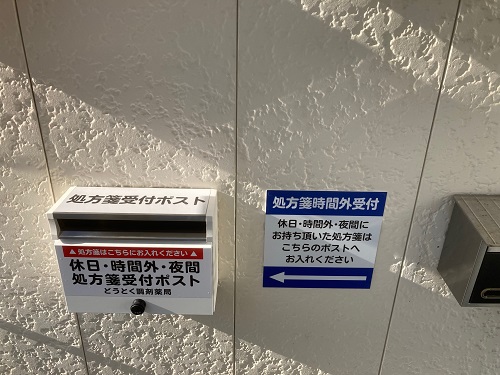 処方箋受付ポスト
▲処方箋はこちらにお入れください▲
休日・時間外・夜間
処方箋受付ポスト
どうとく調剤薬局
処方箋時間外受付
休日・時間外・夜間に
お持ち頂いた処方箋は
こちらのポストへ
お入れください